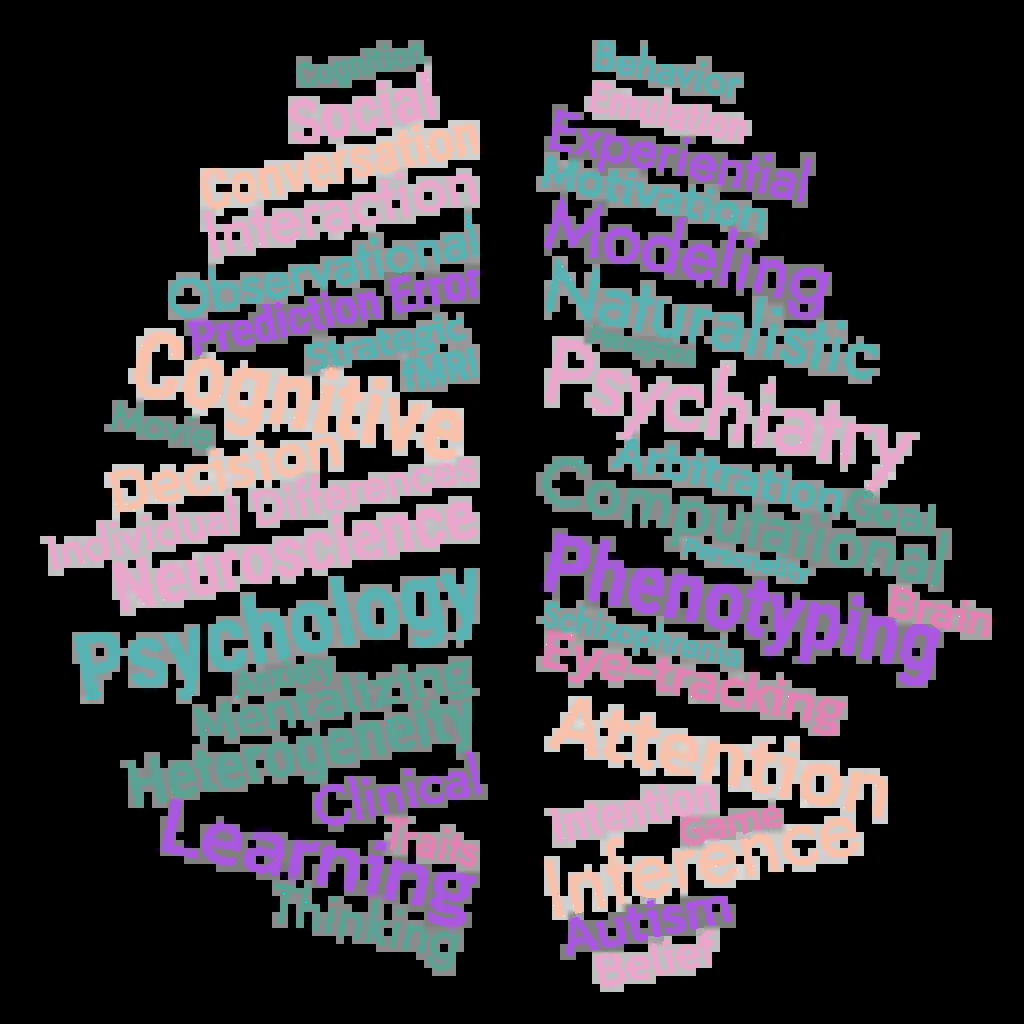 Cognition
Social
Conversation
Interaction
Observational
Prediction Error
Strategic
fMRI
Cognitive
Movie
Decision
Individual Differences
Neuroscience
Psychology
Anxiety
Mentalizing
Heterogeneity
Clinical
Traits
Learning
Thinking
Behavior
Emulation
Experiential
Motivation
Modeling
Naturalistic
Psychiatry
Arbitration
Goal
Computational
Personality
Phenotyping
Brain
Schizophrenia
Eye-tracking
Attention
Intention
Game
Inference
Autism
Belief